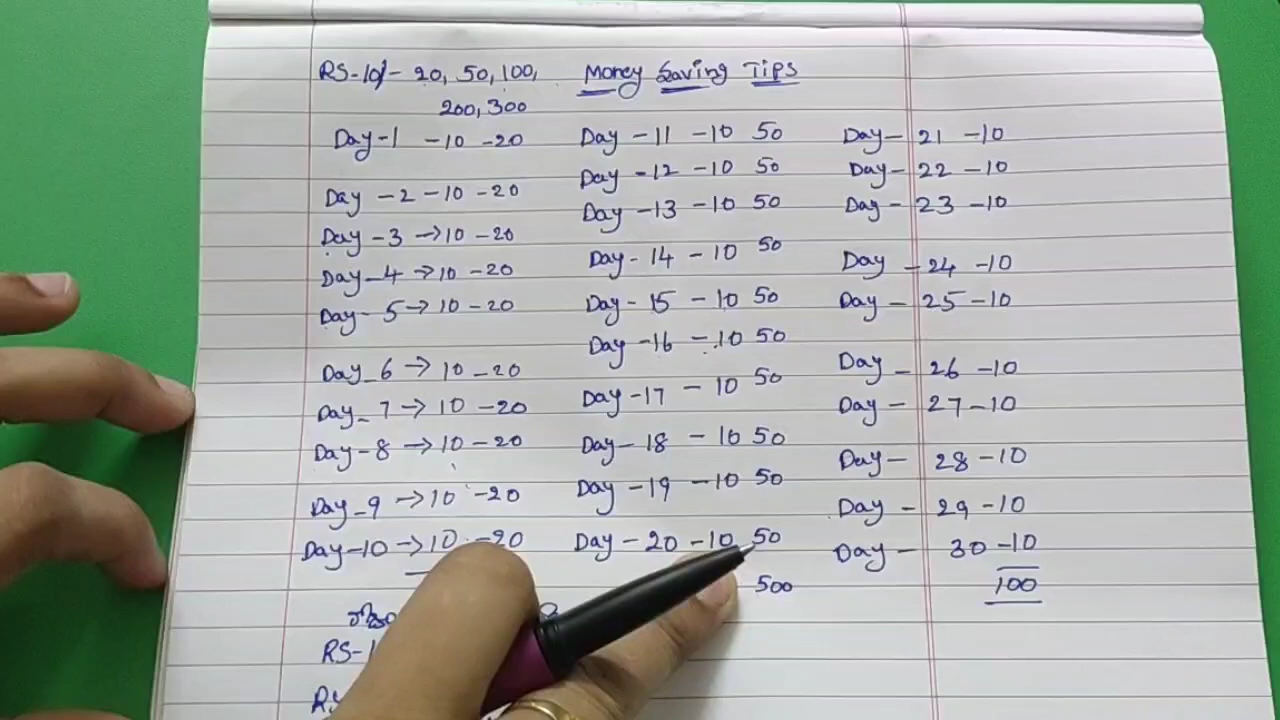 RS-10/- 20, 50, 100, Money Saving Tips
200, 300
Day-1 -10 -20
Day -2 -10 -20
Day -3 →10 -20
Day -4 →10 -20
Day- 5→ 10 -20
Day-6 → 10 -20
Day- 7→ 10 -20
Day-8 →10 -20
Day-9 →10 -20
Day-10 →10 -20
RS-1
RS
Day -11 -10 50
Day -12 -10 50
Day -13 -10 50
Day- 14 -10 50
Day- 15 -10 50
Day -16 -10 50
Day -17 - 10 50
Day- 18 - 10 50
Day -19 -10 50
Day -20 -10 50
500
Day- 21 -10
Day- 22 -10
Day- 23 -10
Day -24 -10
Day - 25-10
Day - 26 -10
Day - 27-10
Day- 28-10
Day - 29-10
Day- 30-10
100